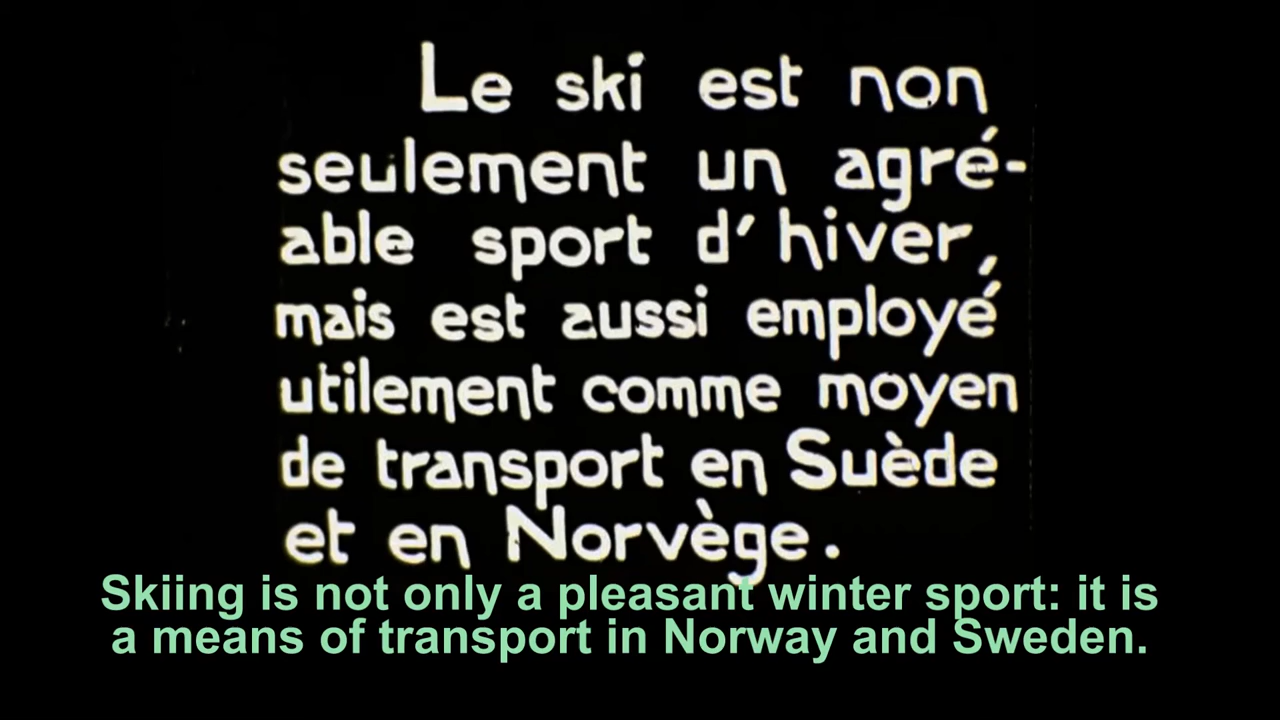 Le ski est non
seulement un agré-
able sport d'hiver,
mais est aussi employé
utilement comme moyen
de transport en Suède
et en Norvège.
Skiing is not only a pleasant winter sport: it is
a means of transport in Norway and Sweden.